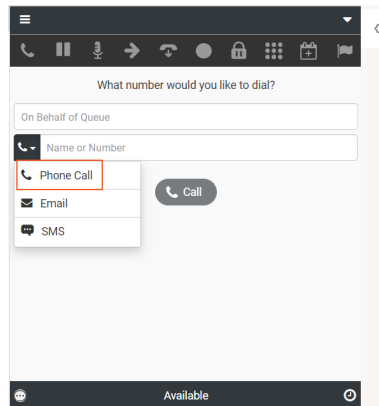 What number would you like to dial?
On Behalf of Queue
Name or Number
Phone Call
Call
Email
SMS
Available